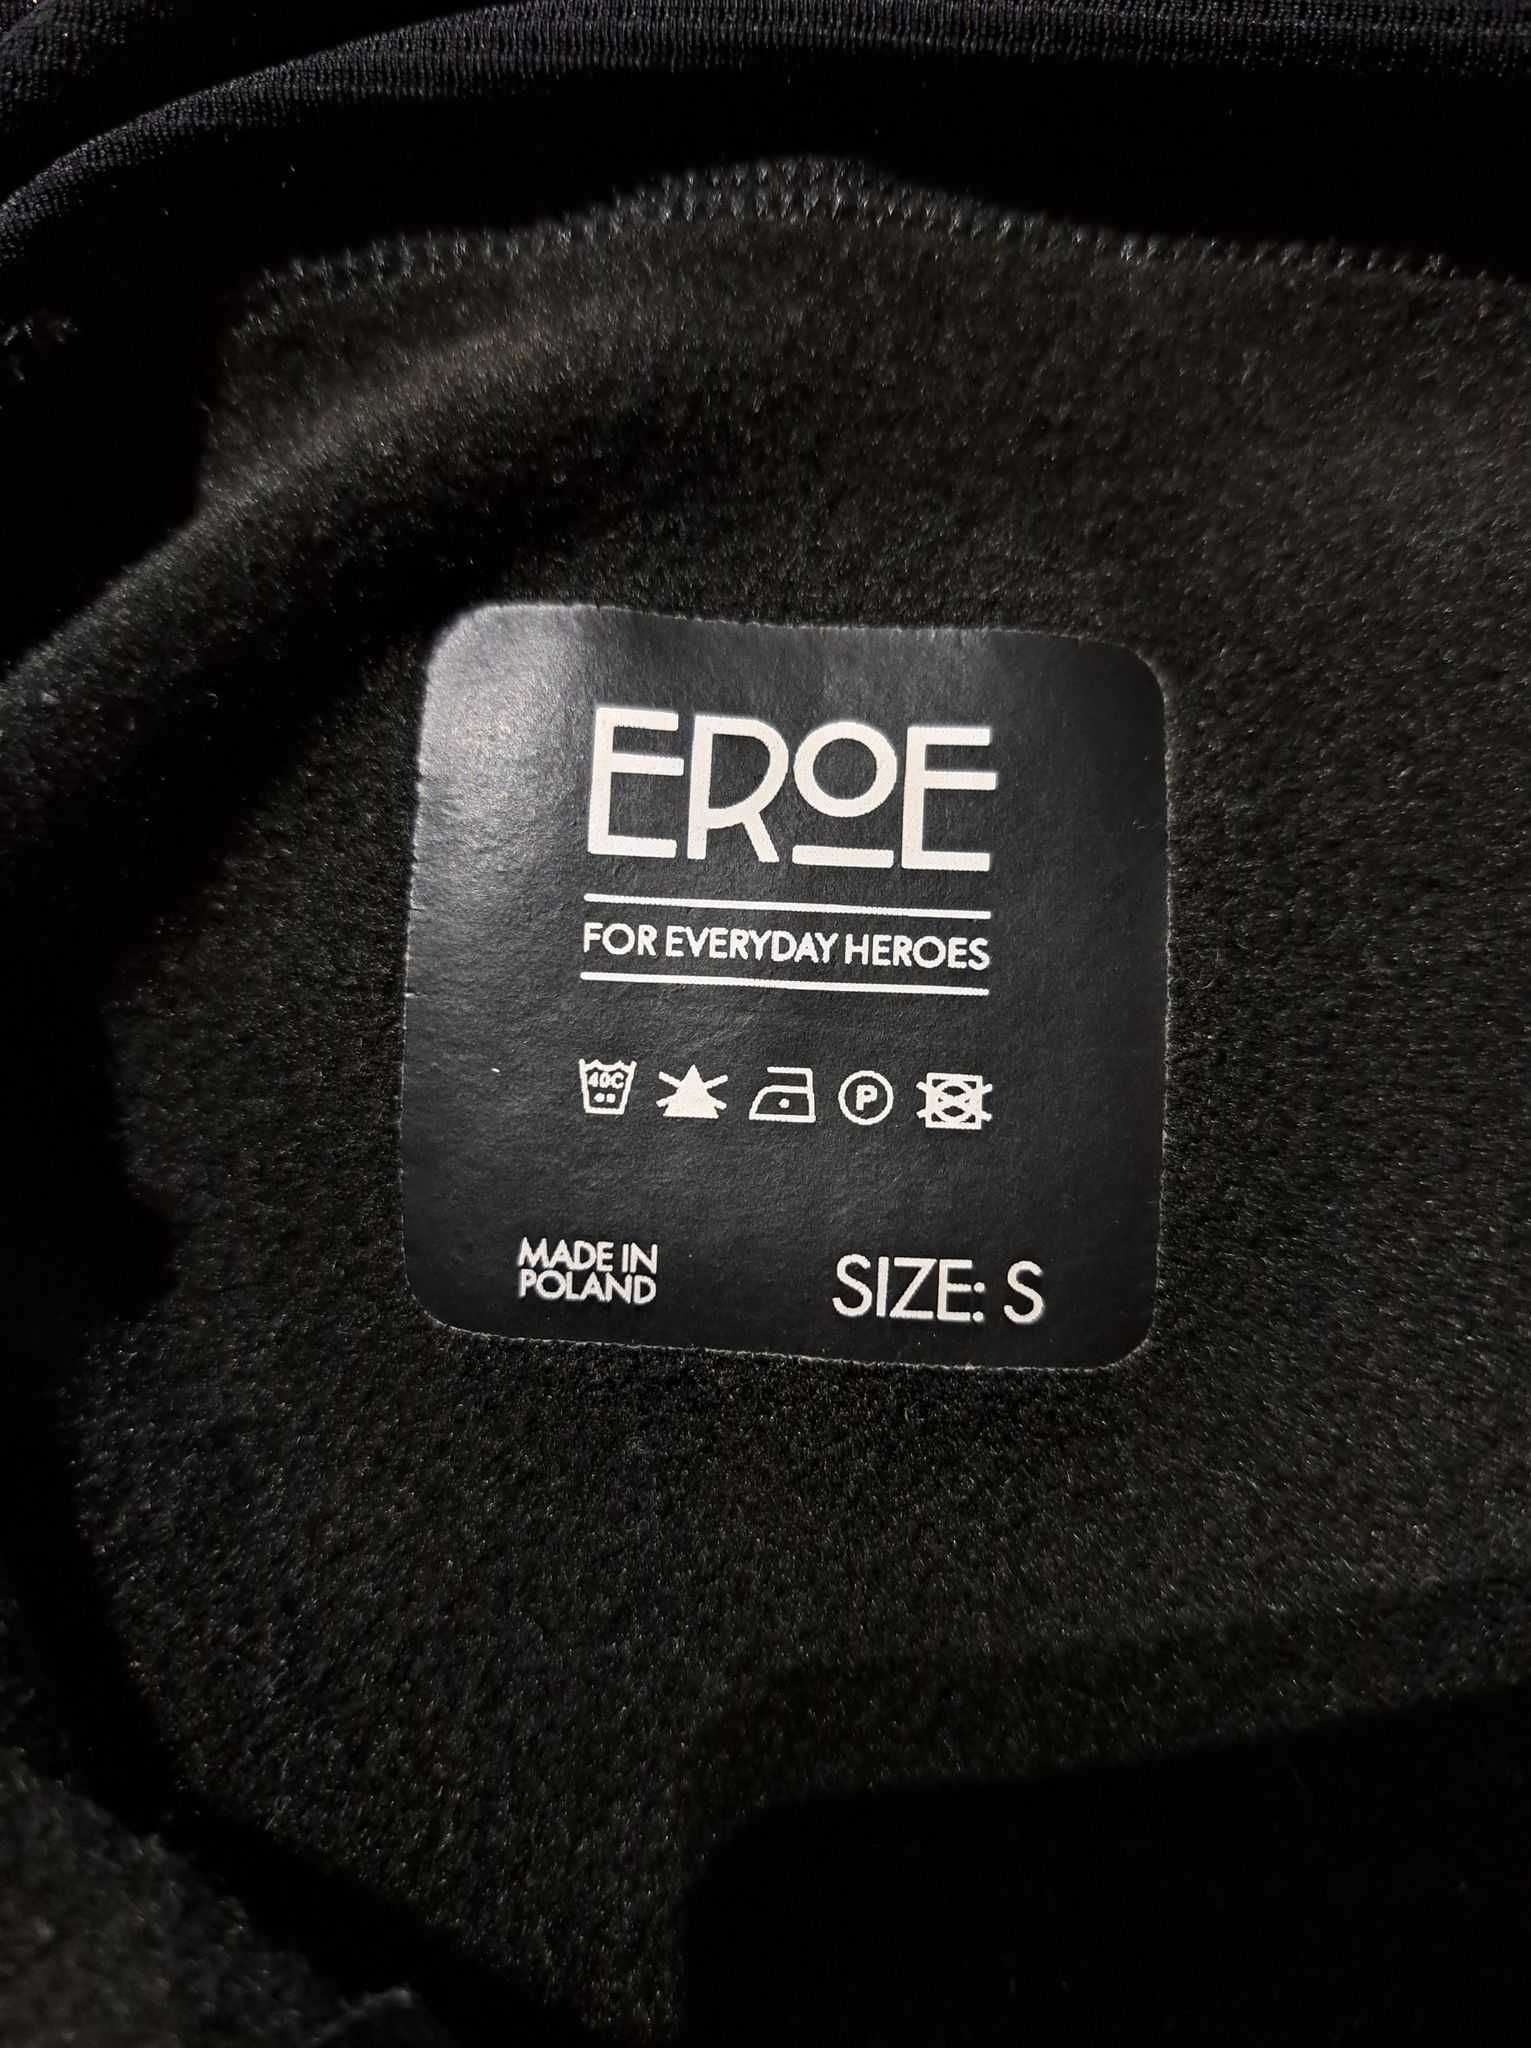 EROE
FOR EVERYDAY HEROES
40C
P
MADE IN
POLAND
SIZE: S